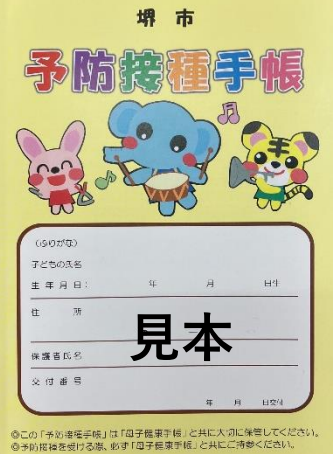 堺市
予防接種手帳
(ふりがな)
子どもの氏名
生年月日: 年 月 日生
住所
見本
保護者氏名
交付番号
年 月 日交付
◎この「予防接種手帳」は「母子健康手帳」と共に大切に保管してください。
◎予防接種を受ける際、必ず「母子健康手帳」と共にご持参ください。